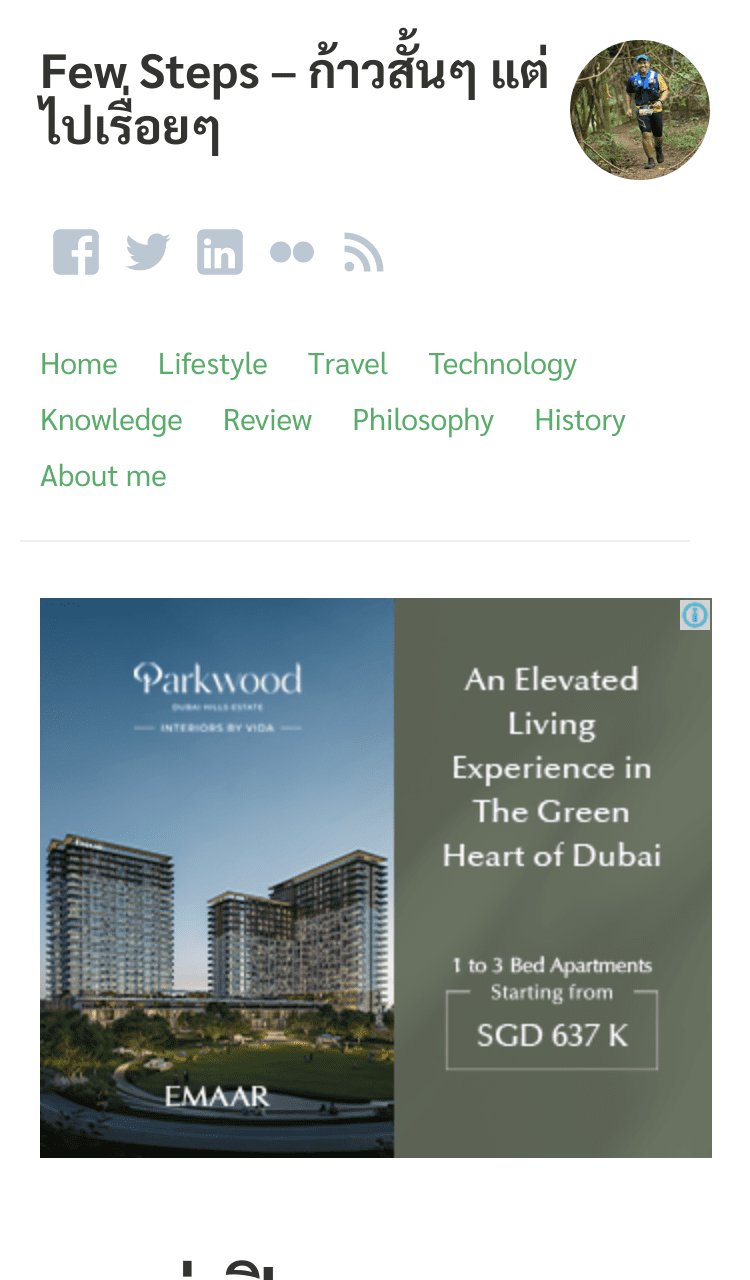 Few Steps – ก้าวสั้นๆ แต่
ไปเรื่อยๆ
Home Lifestyle Travel Technology
Knowledge Review Philosophy History
About me
Parkwood
DUBAI HILLS ESTATE
INTERIORS BY VIDA
EMAAR
EMAAR
An Elevated
Living
Experience in
The Green
Heart of Dubai
1 to 3 Bed Apartments
Starting from
SGD 637 K